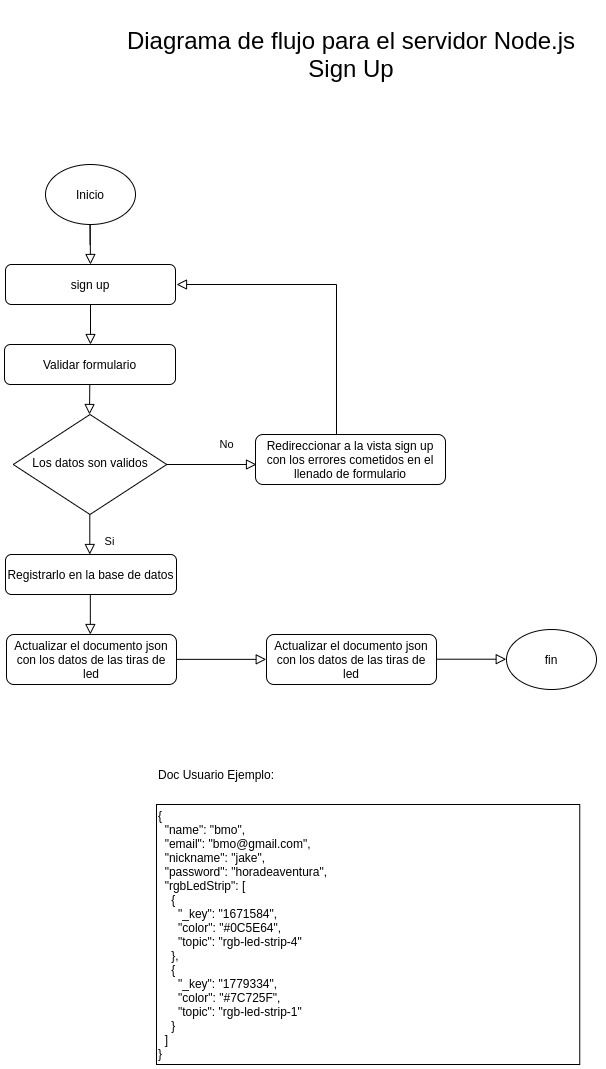 Diagrama de flujo para el servidor Node.js
Sign Up
Inicio
sign up
Validar formulario
Los datos son validos
No
Redireccionar a la vista sign up
con los errores cometidos en el
llenado de formulario
Si
Registrarlo en la base de datos
Actualizar el documento json
con los datos de las tiras de
led
Actualizar el documento json
con los datos de las tiras de
led
fin
Doc Usuario Ejemplo:
{
  "name": "bmo",
  "email": "bmo@gmail.com",
  "nickname": "jake",
  "password": "horadeaventura",
  "rgbLedStrip": [
    {
      "_key": "1671584",
      "color": "#0C5E64",
      "topic": "rgb-led-strip-4"
    },
    {
      "_key": "1779334",
      "color": "#7C725F",
      "topic": "rgb-led-strip-1"
    }
  ]
}